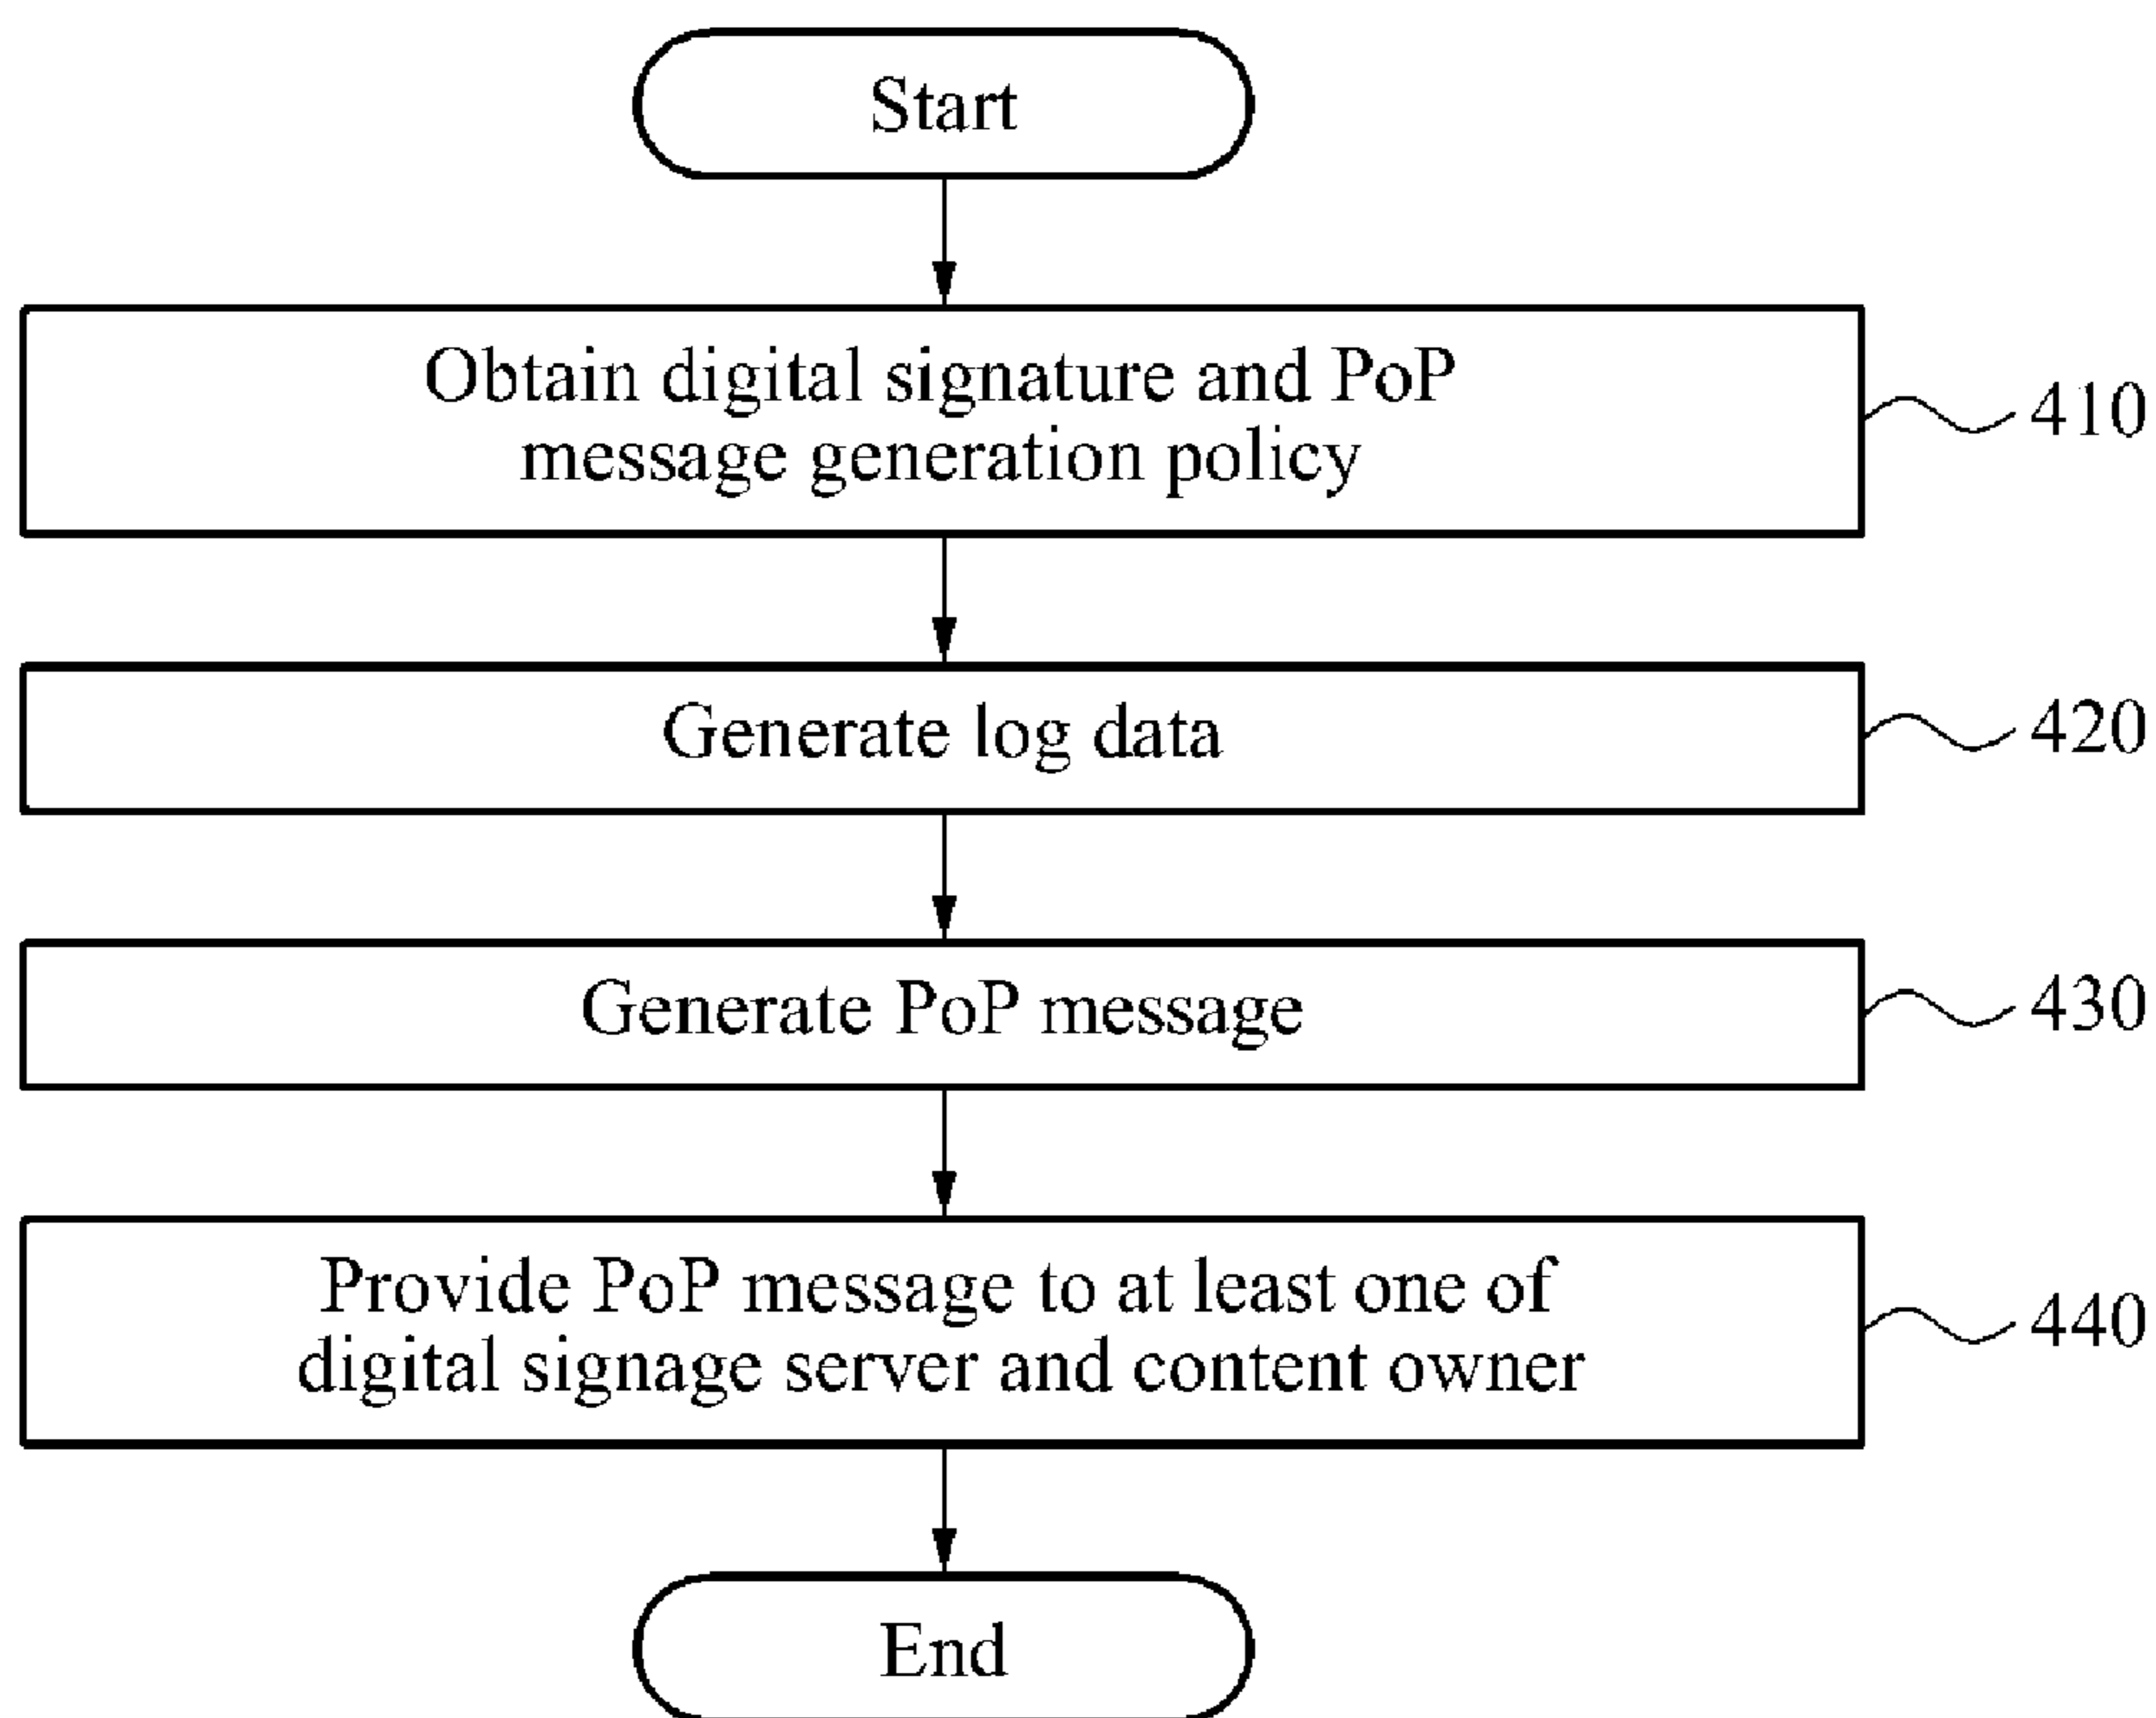 Start
Obtain digital signature and PoP
message generation policy
410
Generate log data
420
Generate PoP message
430
Provide PoP message to at least one of
digital signage server and content owner
440
End